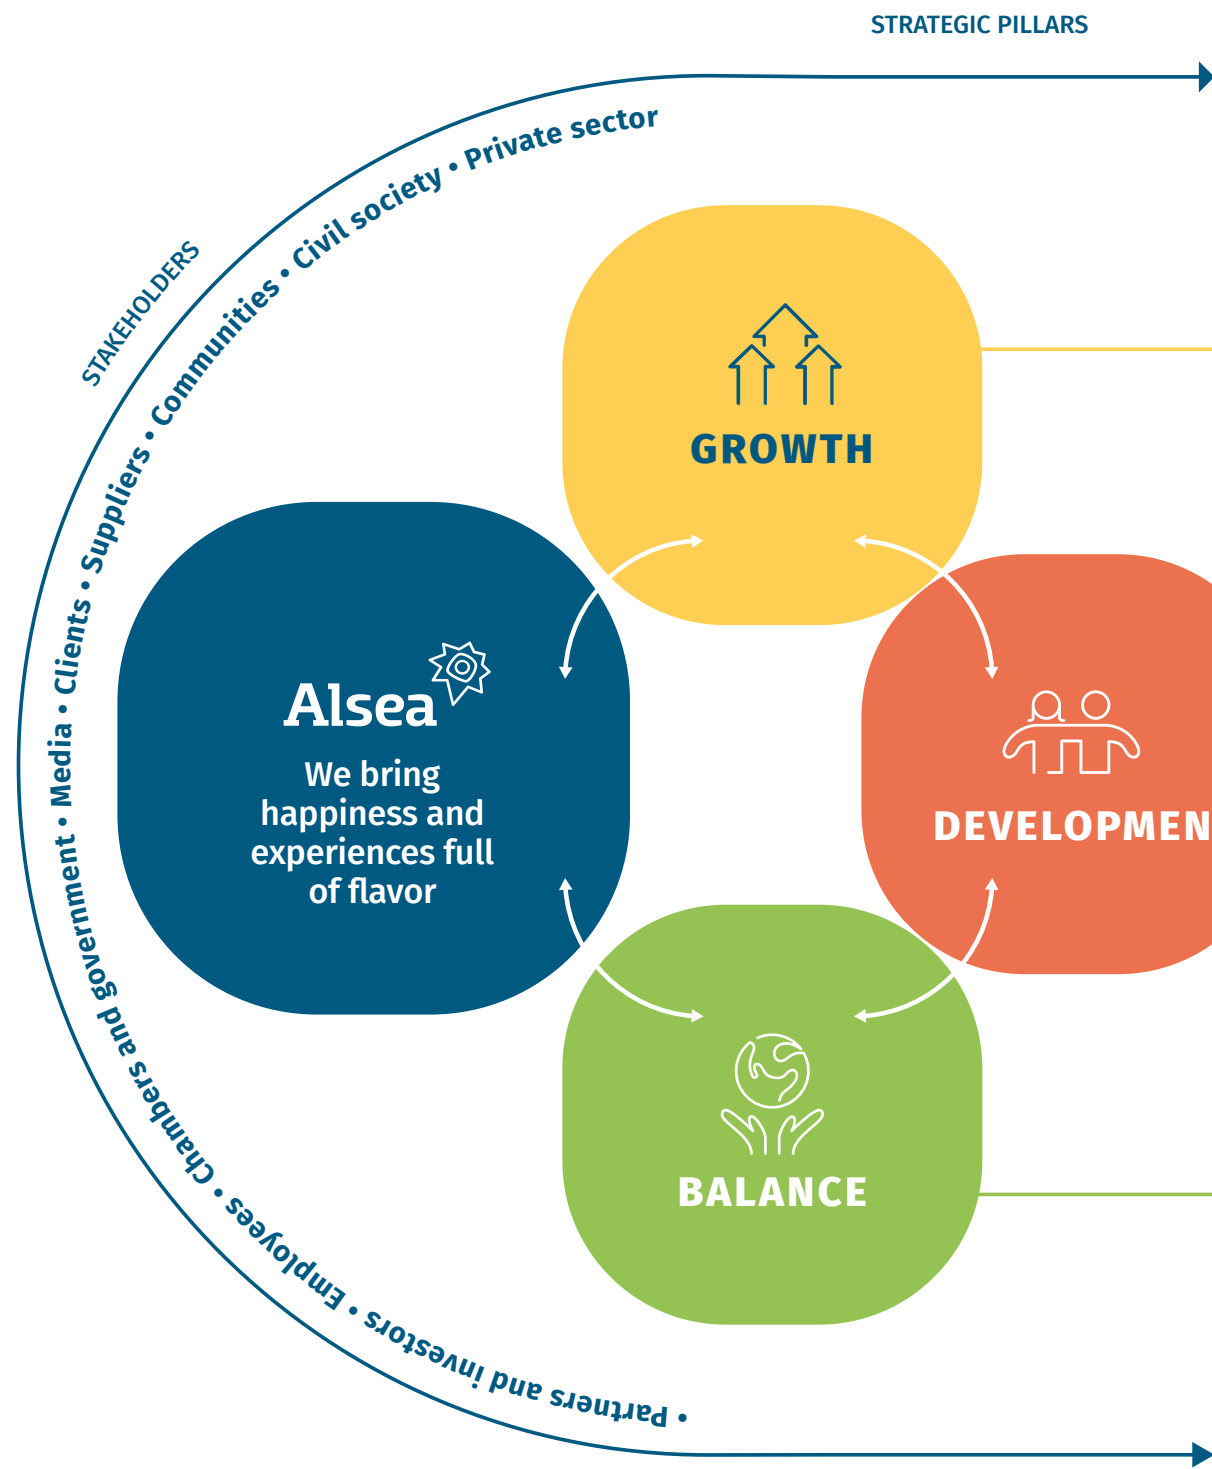 STRATEGIC PILLARS
STAKEHOLDERS
• Partners and investors • Employees • Chambers and government • Media • Clients • Suppliers • Communities • Civil society • Private sector
GROWTH
Alsea
We bring
happiness and
experiences full
of flavor
DEVELOPMEN
BALANCE